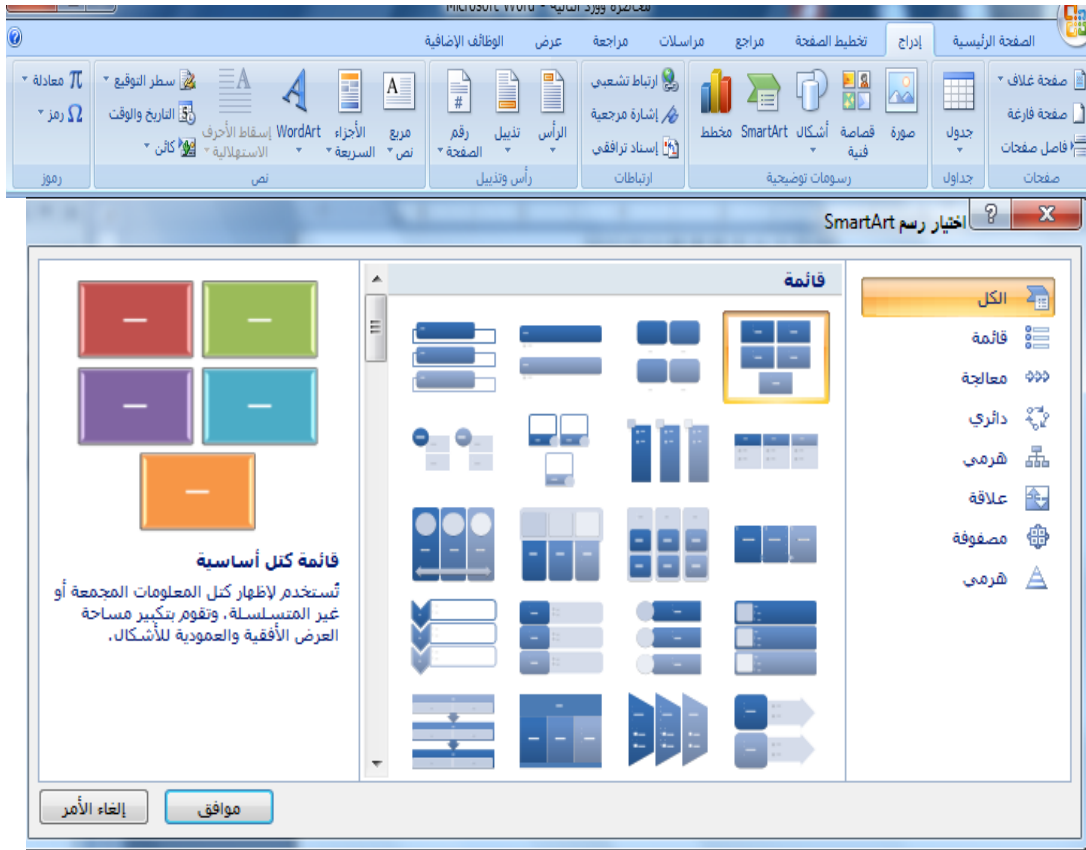 محاضرة وورد الثانية - Microsoft Word
الصفحة الرئيسية إدراج تخطيط الصفحة مراجع مراسلات مراجعة عرض الوظائف الإضافية
صفحة غلاف
صفحة فارغة
فاصل صفحات
صفحات
جدول
جداول
صورة
قصاصة
فنية
أشكال
SmartArt
مخطط
رسومات توضيحية
ارتباط تشعبي
إشارة مرجعية
إسناد ترافقي
ارتباطات
الرأس
تذييل
رقم
الصفحة
رأس وتذييل
مربع
نص
الأجزاء
السريعة
WordArt
إسقاط الأحرف
الاستهلالية
سطر التوقيع
التاريخ والوقت
كائن
نص
π معادلة
Ω رمز
رموز
اختيار رسم SmartArt
الكل
قائمة
معالجة
دائري
هرمي
علاقة
مصفوفة
هرمي
قائمة
قائمة كتل أساسية
تُستخدم لإظهار كتل المعلومات المجمعة أو
غير المتسلسلة. وتقوم بتكبير مساحة
العرض الأفقية والعمودية للأشكال.
موافق
إلغاء الأمر